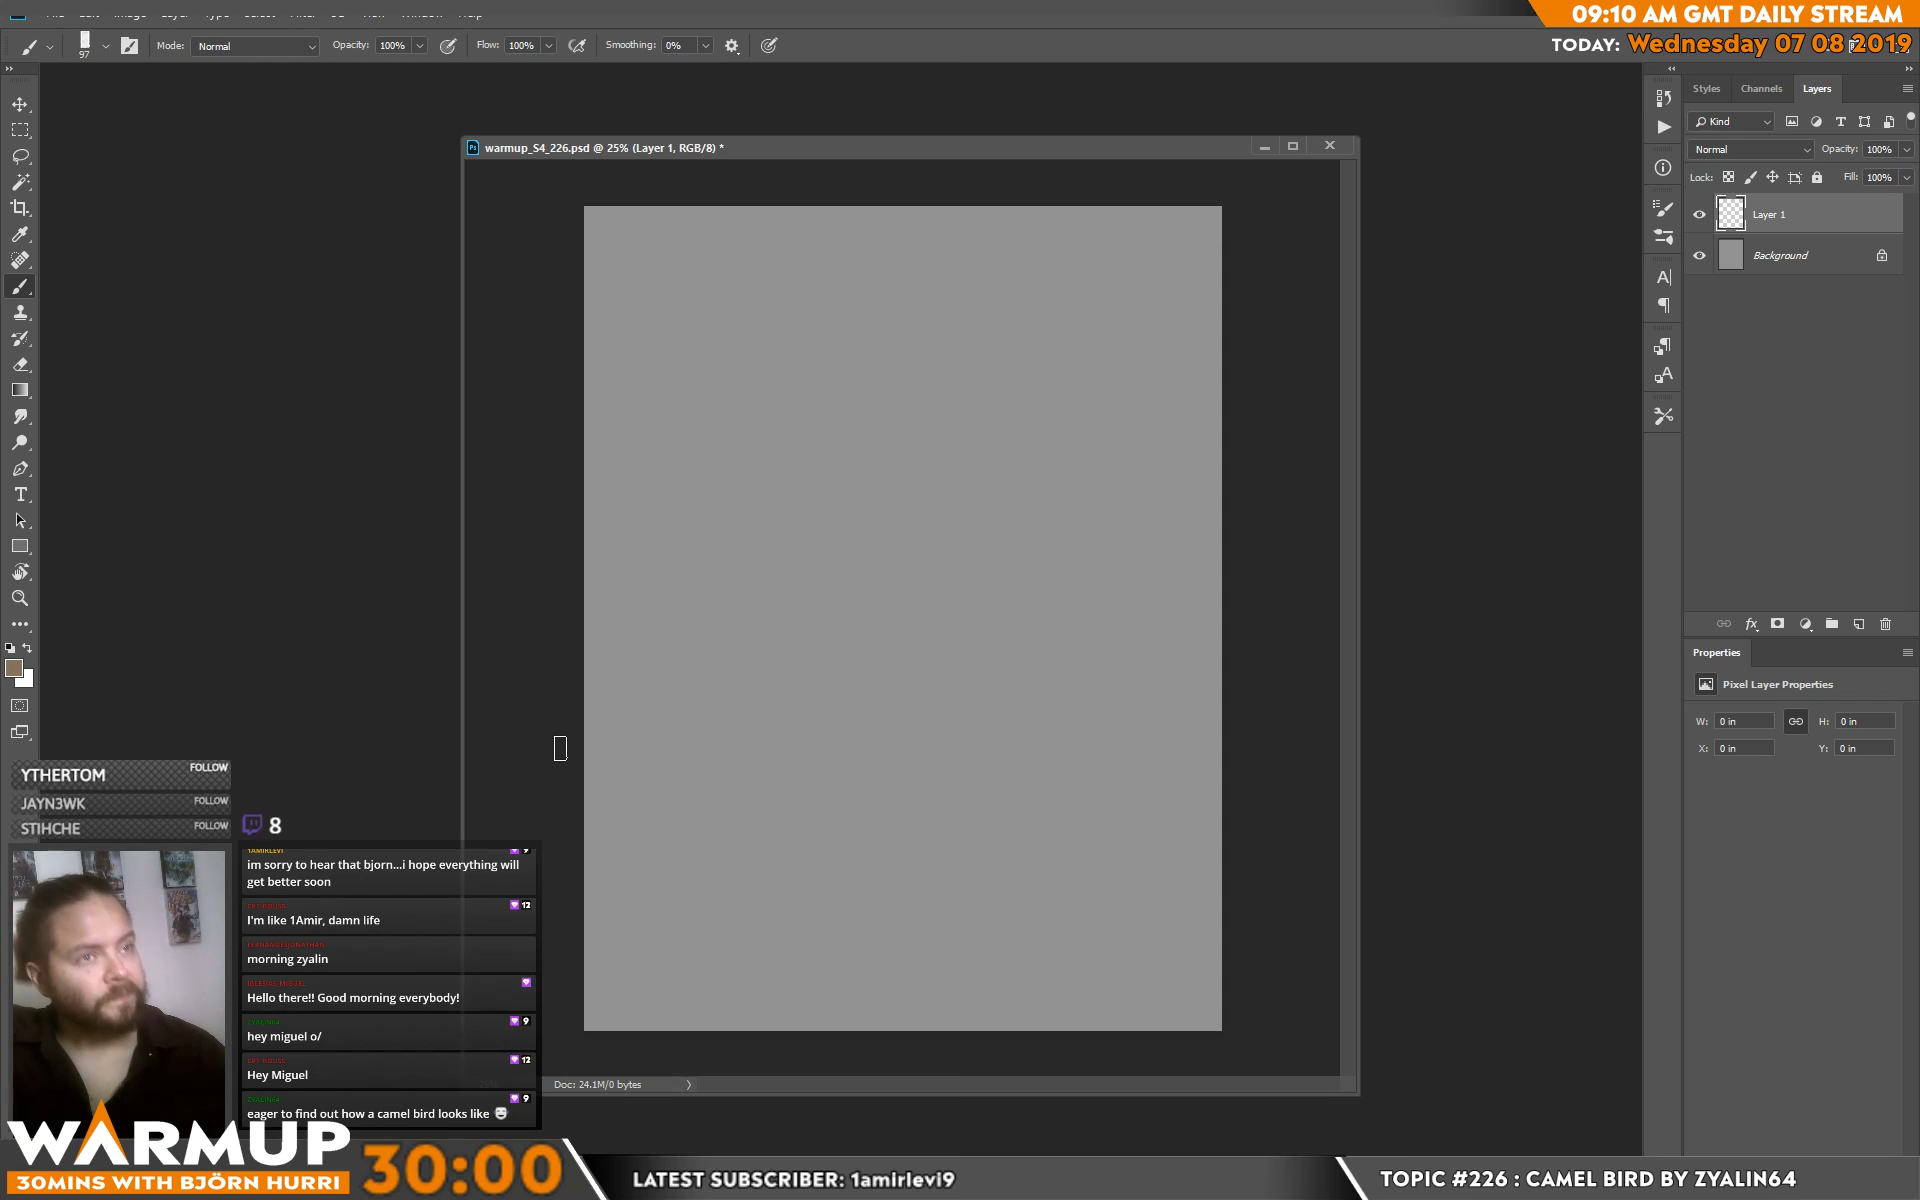 09:10 AM GMT DAILY STREAM
TODAY: Wednesday 07 08 2019
97
Mode: Normal
Opacity: 100%
Flow: 100%
Smoothing: 0%
warmup_S4_226.psd @ 25% (Layer 1, RGB/8) *
Styles
Channels
Layers
Kind
Normal
Opacity: 100%
Lock:
Fill: 100%
Layer 1
Background
Properties
Pixel Layer Properties
W: 0 in
H: 0 in
X: 0 in
Y: 0 in
YTHERTOM FOLLOW
JAYN3WK FOLLOW
STIHCHE FOLLOW
8
1AMIRLEVI 9
im sorry to hear that bjorn...i hope everything will
get better soon
12
I'm like 1Amir, damn life
morning zyalin
Hello there!! Good morning everybody!
ZYALIN64 9
hey miguel o/
12
Hey Miguel
ZYALIN64 9
eager to find out how a camel bird looks like
Doc: 24.1M/0 bytes
WARMUP
30MINS WITH BJÖRN HURRI
30:00
LATEST SUBSCRIBER: 1amirlevi9
TOPIC #226 : CAMEL BIRD BY ZYALIN64